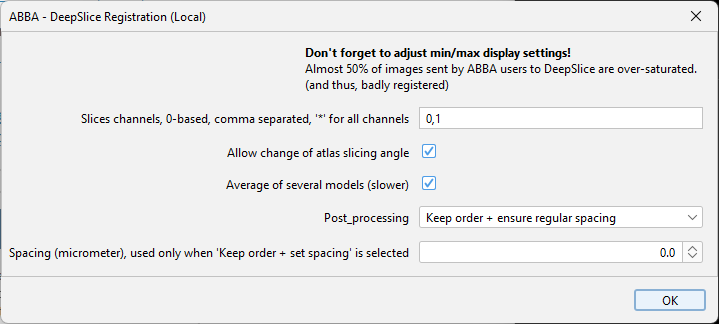 ABBA - DeepSlice Registration (Local)
Don't forget to adjust min/max display settings!
Almost 50% of images sent by ABBA users to DeepSlice are over-saturated.
(and thus, badly registered)
Slices channels, 0-based, comma separated, '*' for all channels 0,1
Allow change of atlas slicing angle
Average of several models (slower)
Post_processing Keep order + ensure regular spacing
Spacing (micrometer), used only when 'Keep order + set spacing' is selected 0.0
OK